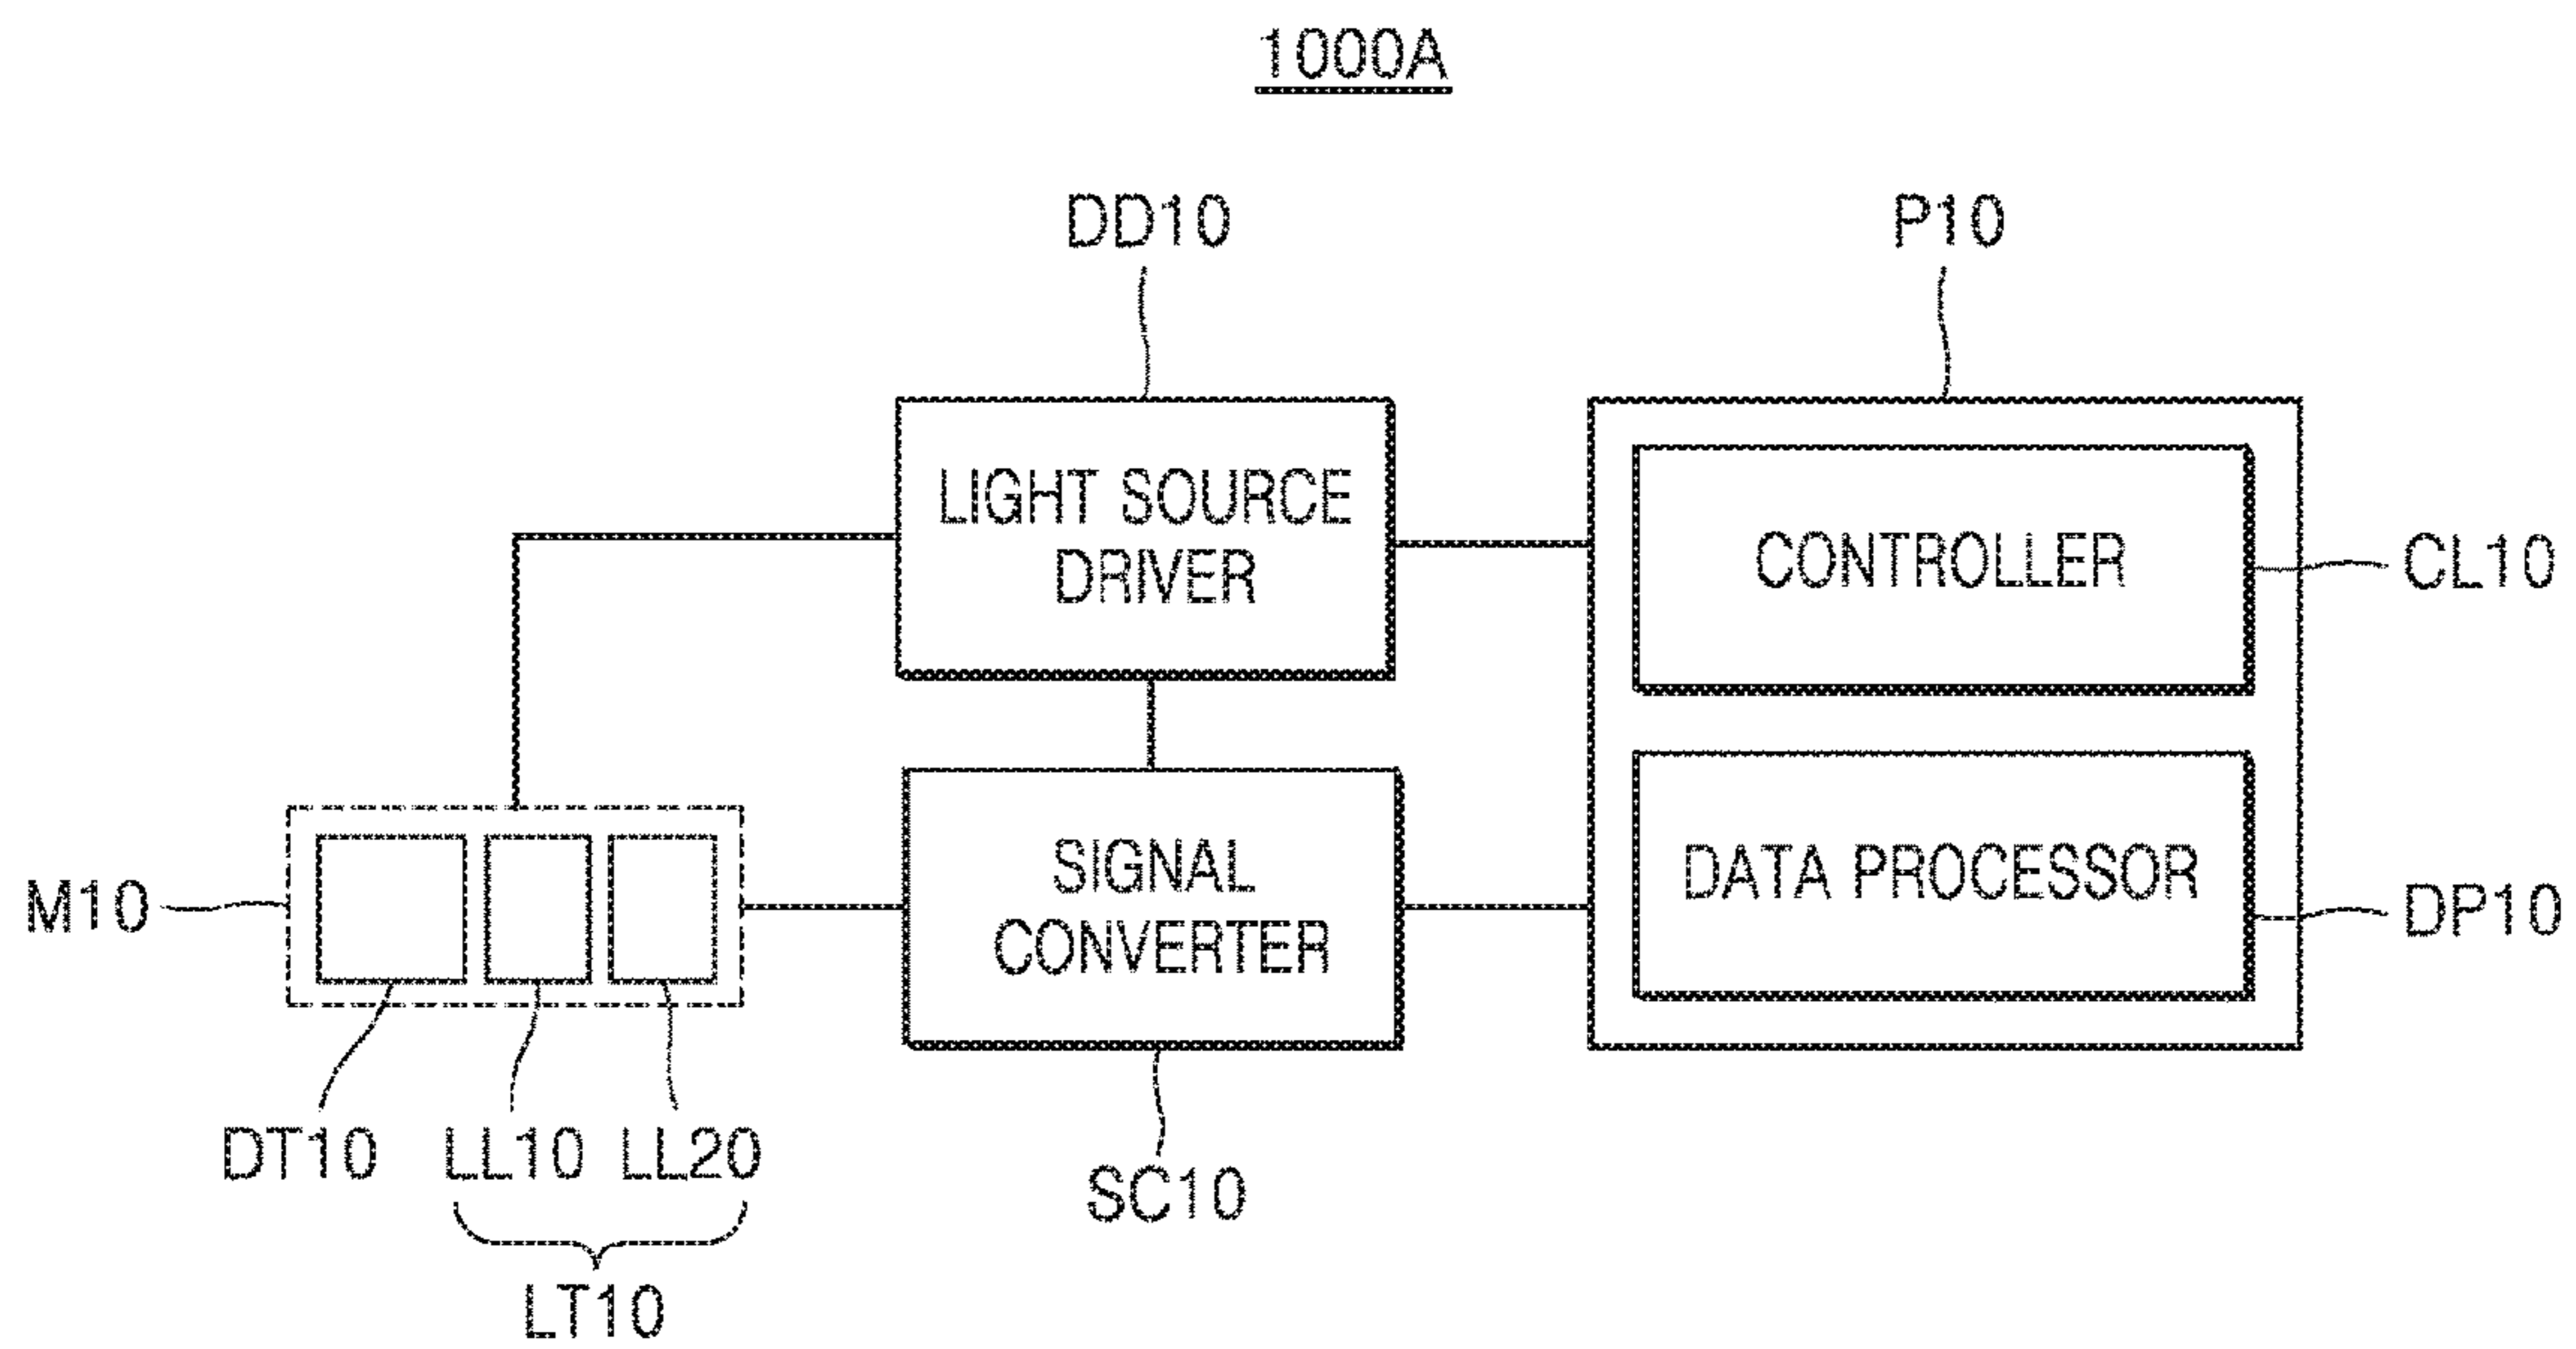 1000A
DD10
P10
LIGHT SOURCE
DRIVER
CONTROLLER
CL10
M10
SIGNAL
CONVERTER
DATA PROCESSOR
DP10
DT10
LL10
LL20
SC10
LT10